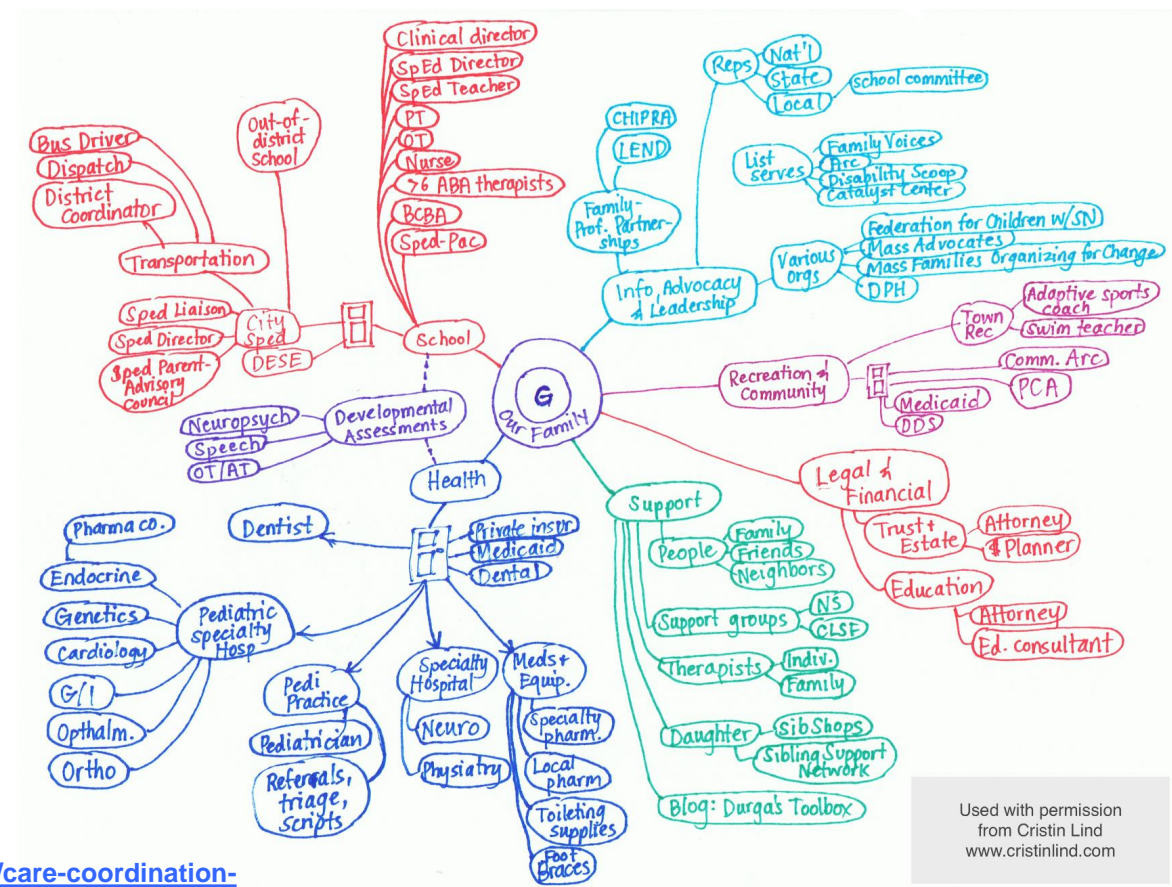 Clinical director
SpEd Director
SpEd Teacher
PT
OT
Nurse
>6 ABA therapists
BCBA
Sped-Pac
School
Out-of-
district
School
Bus Driver
Dispatch
District
Coordinator
Transportation
Sped Liaison
Sped Director
Sped Parent-
Advisory
Council
City
Sped
DESE
Reps
Nat'l
State
Local
school committee
CHIPRA
LEND
Family-
Prof. Partner-
ships
List
serves
Family Voices
Arc
Disability Scoop
Catalyst Center
Various
orgs
Federation for Children w/SN
Mass Advocates
Mass Families Organizing for Change
DPH
Info, Advocacy
& Leadership
Town
Rec
Adaptive sports
coach
Swim teacher
Recreation &
Community
Comm. Arc
PCA
Medicaid
DDS
G
Our Family
Developmental
Assessments
Neuropsych
Speech
OT/AT
Health
Private insur
Medicaid
Dental
Dentist
Pharma co.
Endocrine
Genetics
Cardiology
G/I
Opthalm.
Ortho
Pediatric
specialty
Hosp
Pedi
Practice
Pediatrician
Referrals,
triage,
scripts
Specialty
Hospital
Neuro
Physiatry
Meds +
Equip.
Specialty
pharm.
Local
pharm
Toileting
supplies
Foot
Braces
Support
People
Family
Friends
Neighbors
Support groups
NS
CLSF
Therapists
Indiv.
Family
Daughter
SibShops
Sibling Support
Network
Blog: Durga's Toolbox
Legal &
Financial
Trust +
Estate
Attorney
$ Planner
Education
Attorney
Ed. consultant
Used with permission
from Cristin Lind
www.cristinlind.com
/care-coordination-